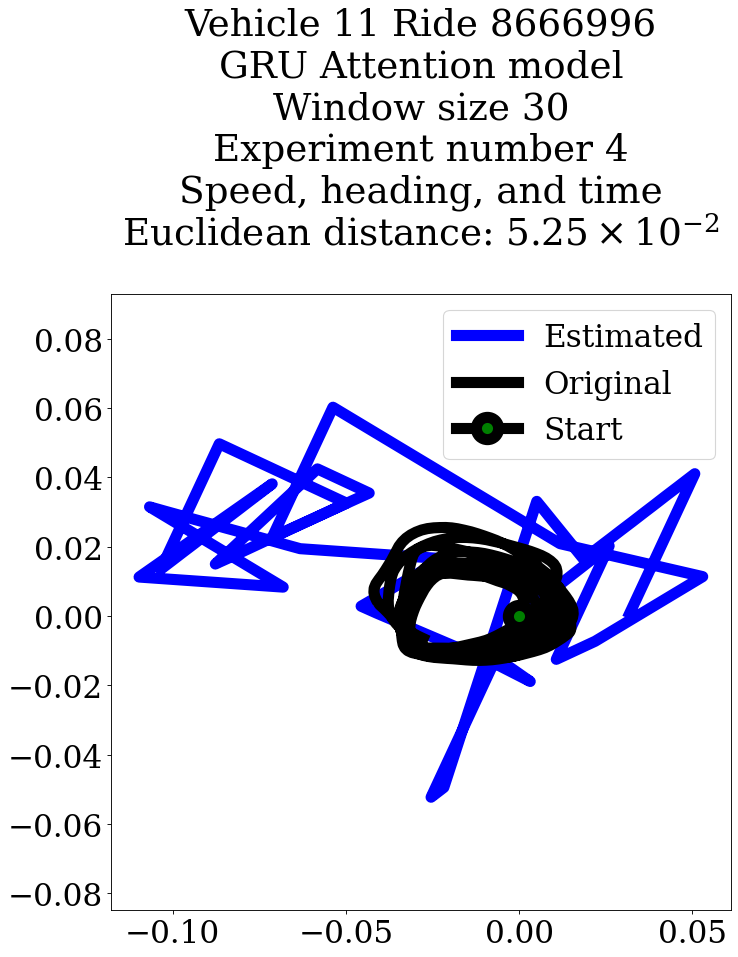 Vehicle 11 Ride 8666996
GRU Attention model
Window size 30
Experiment number 4
Speed, heading, and time
Euclidean distance: 5.25 × 10⁻²
Estimated
Original
Start
0.08
0.06
0.04
0.02
0.00
−0.02
−0.04
−0.06
−0.08
−0.10
−0.05
0.00
0.05